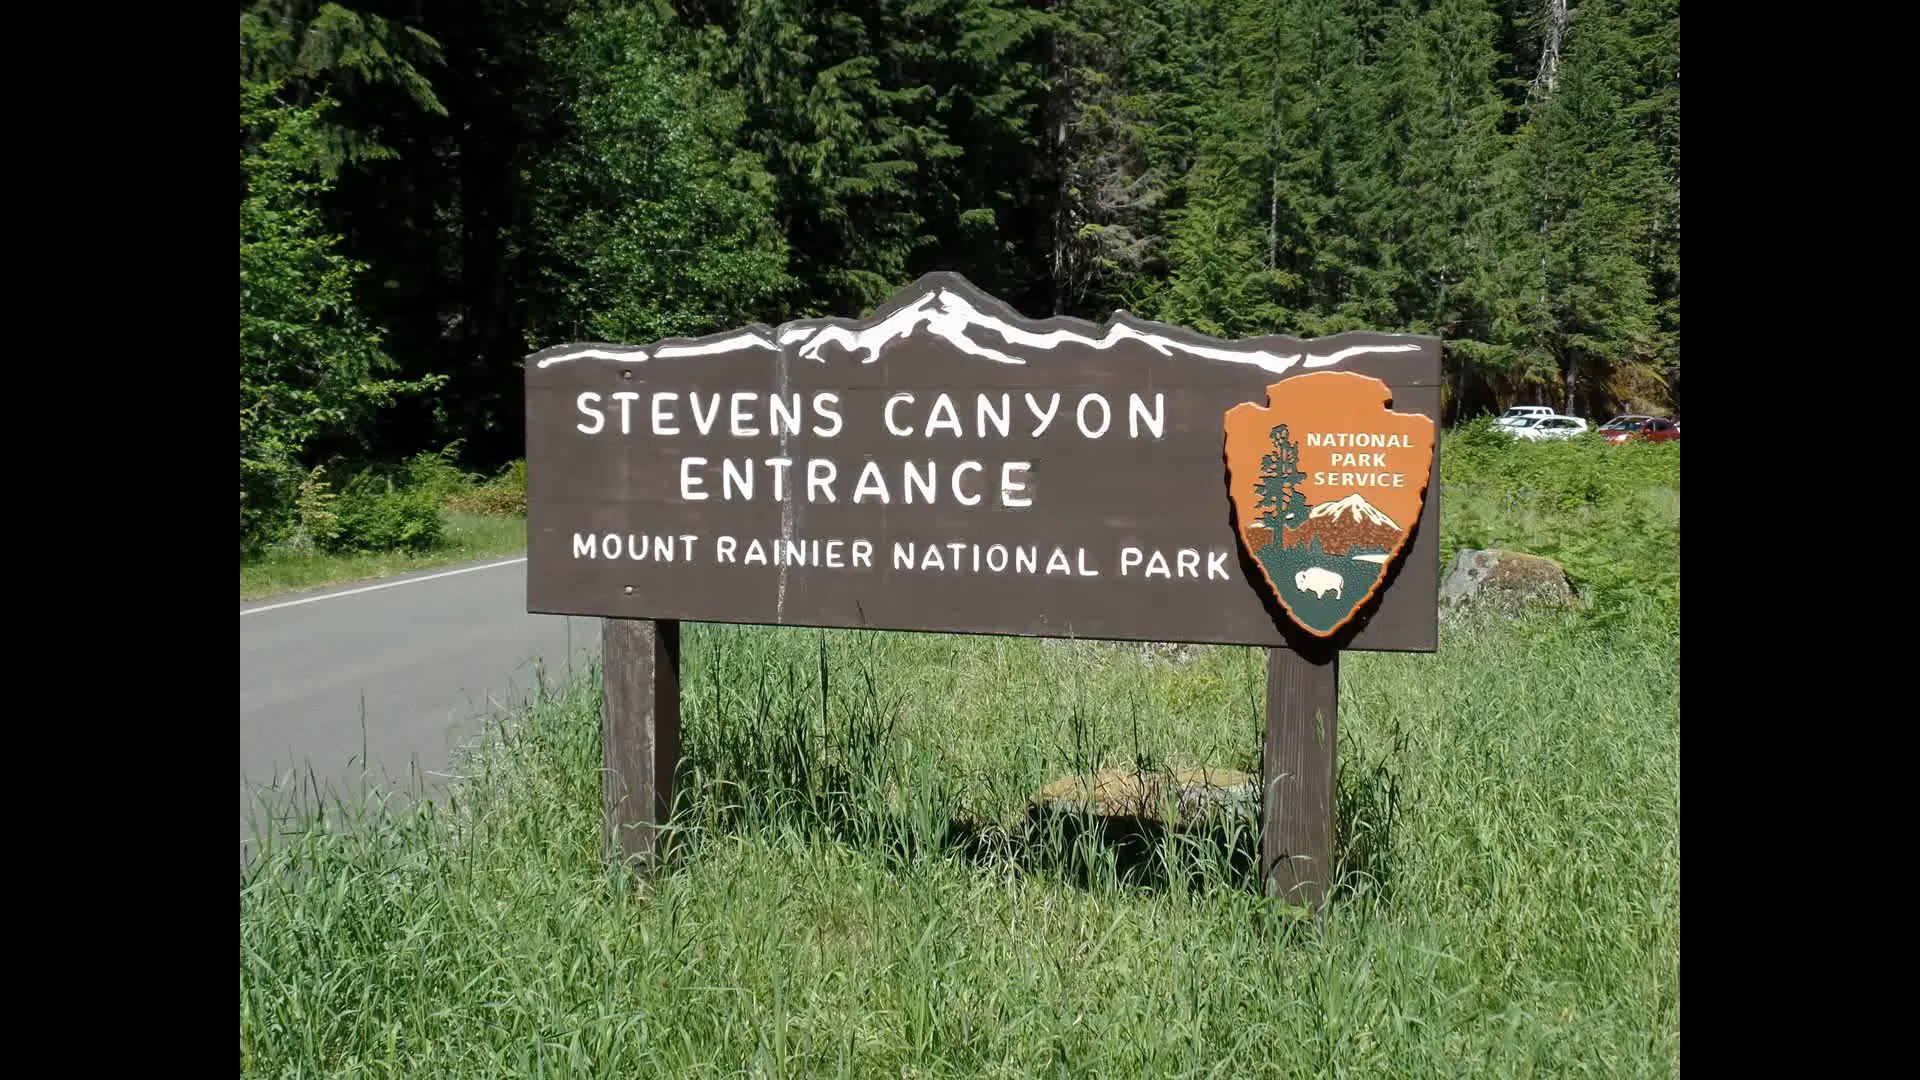 STEVENS CANYON
ENTRANCE
MOUNT RAINIER NATIONAL PARK
NATIONAL
PARK
SERVICE